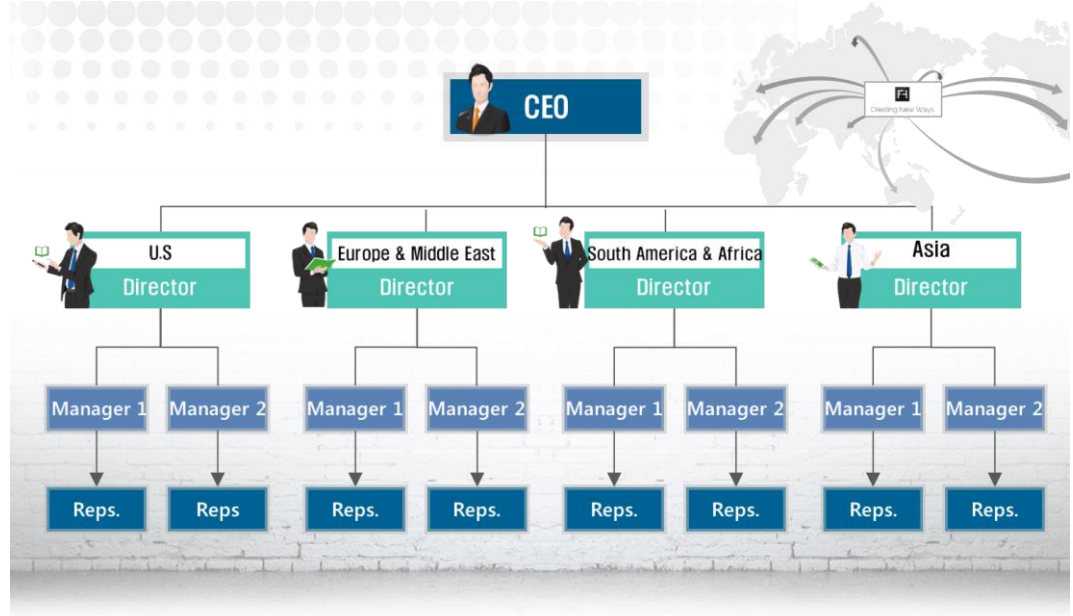 CEO
FH
Creating New Ways
U.S
Director
Europe & Middle East
Director
South America & Africa
Director
Asia
Director
Manager 1
Manager 2
Manager 1
Manager 2
Manager 1
Manager 2
Manager 1
Manager 2
Reps.
Reps
Reps.
Reps.
Reps.
Reps.
Reps.
Reps.